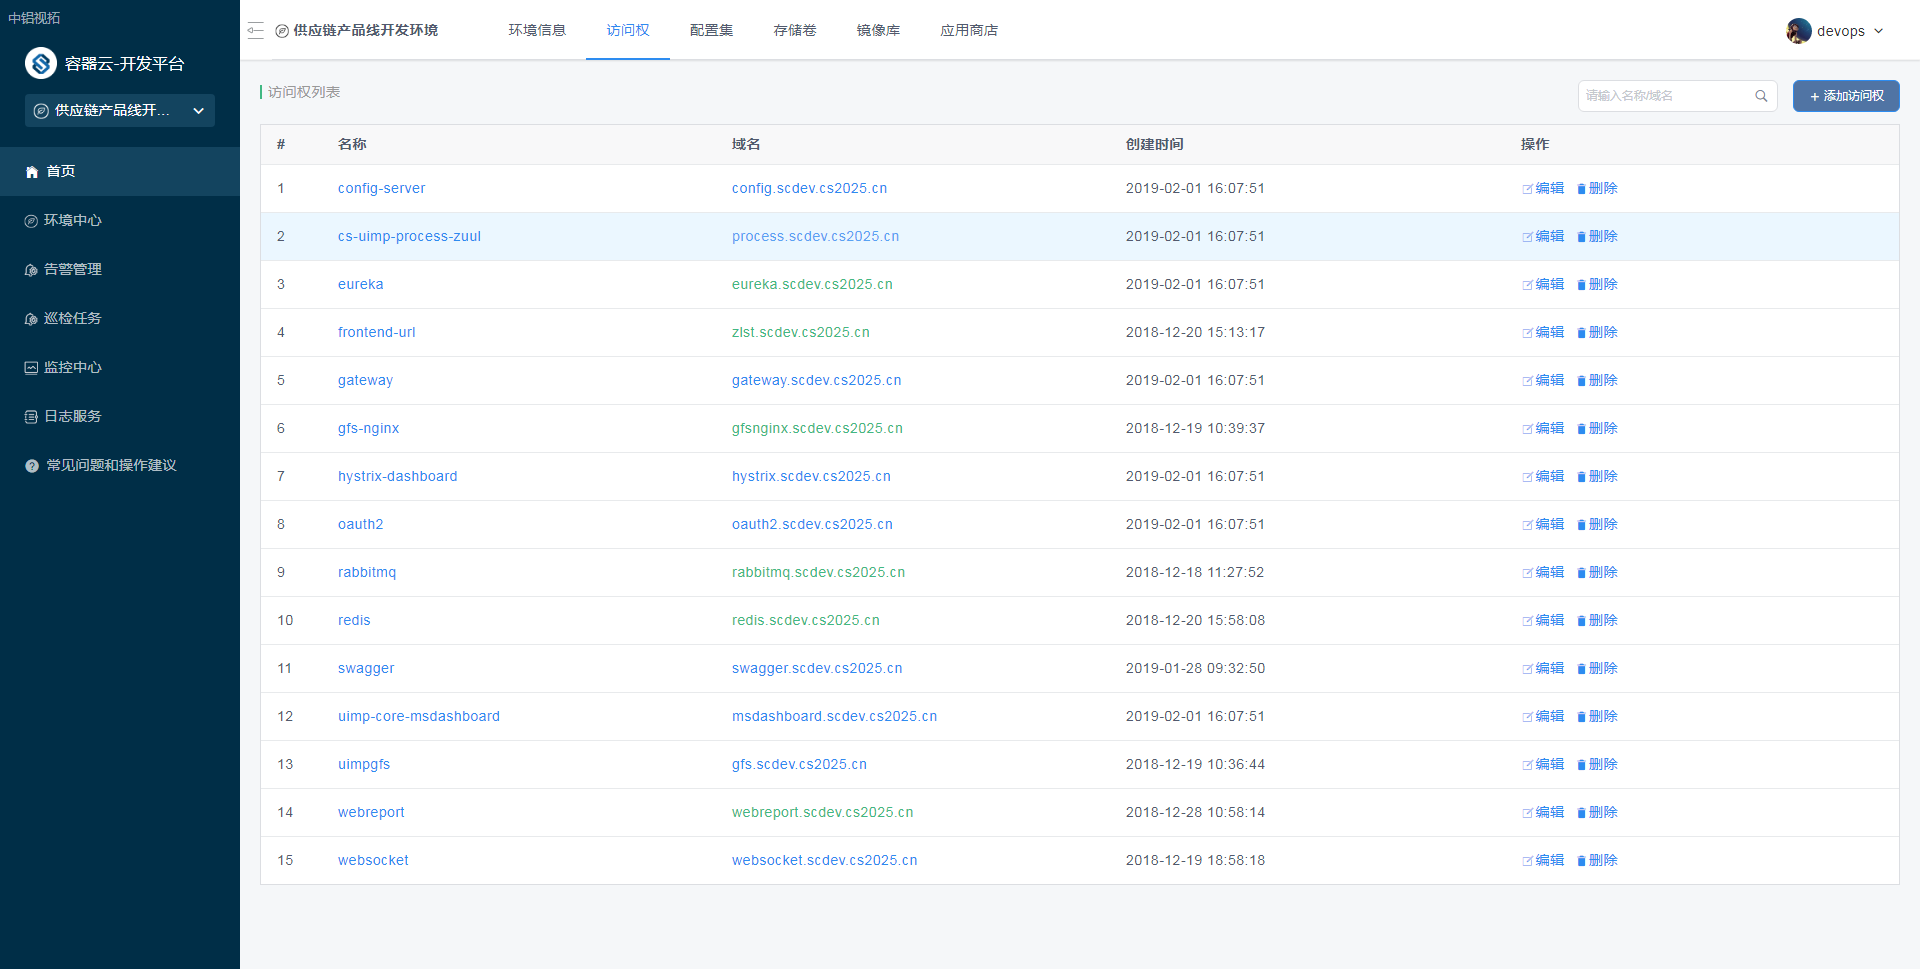 中铝视拓
容器云-开发平台
供应链产品线开...
首页
环境中心
告警管理
巡检任务
监控中心
日志服务
常见问题和操作建议
供应链产品线开发环境 环境信息 访问权 配置集 存储卷 镜像库 应用商店 devops
访问权列表 请输入名称/域名 + 添加访问权
# 名称 域名 创建时间 操作
1 config-server config.scdev.cs2025.cn 2019-02-01 16:07:51 编辑 删除
2 cs-uimp-process-zuul process.scdev.cs2025.cn 2019-02-01 16:07:51 编辑 删除
3 eureka eureka.scdev.cs2025.cn 2019-02-01 16:07:51 编辑 删除
4 frontend-url zlst.scdev.cs2025.cn 2018-12-20 15:13:17 编辑 删除
5 gateway gateway.scdev.cs2025.cn 2019-02-01 16:07:51 编辑 删除
6 gfs-nginx gfsnginx.scdev.cs2025.cn 2018-12-19 10:39:37 编辑 删除
7 hystrix-dashboard hystrix.scdev.cs2025.cn 2019-02-01 16:07:51 编辑 删除
8 oauth2 oauth2.scdev.cs2025.cn 2019-02-01 16:07:51 编辑 删除
9 rabbitmq rabbitmq.scdev.cs2025.cn 2018-12-18 11:27:52 编辑 删除
10 redis redis.scdev.cs2025.cn 2018-12-20 15:58:08 编辑 删除
11 swagger swagger.scdev.cs2025.cn 2019-01-28 09:32:50 编辑 删除
12 uimp-core-msdashboard msdashboard.scdev.cs2025.cn 2019-02-01 16:07:51 编辑 删除
13 uimpgfs gfs.scdev.cs2025.cn 2018-12-19 10:36:44 编辑 删除
14 webreport webreport.scdev.cs2025.cn 2018-12-28 10:58:14 编辑 删除
15 websocket websocket.scdev.cs2025.cn 2018-12-19 18:58:18 编辑 删除